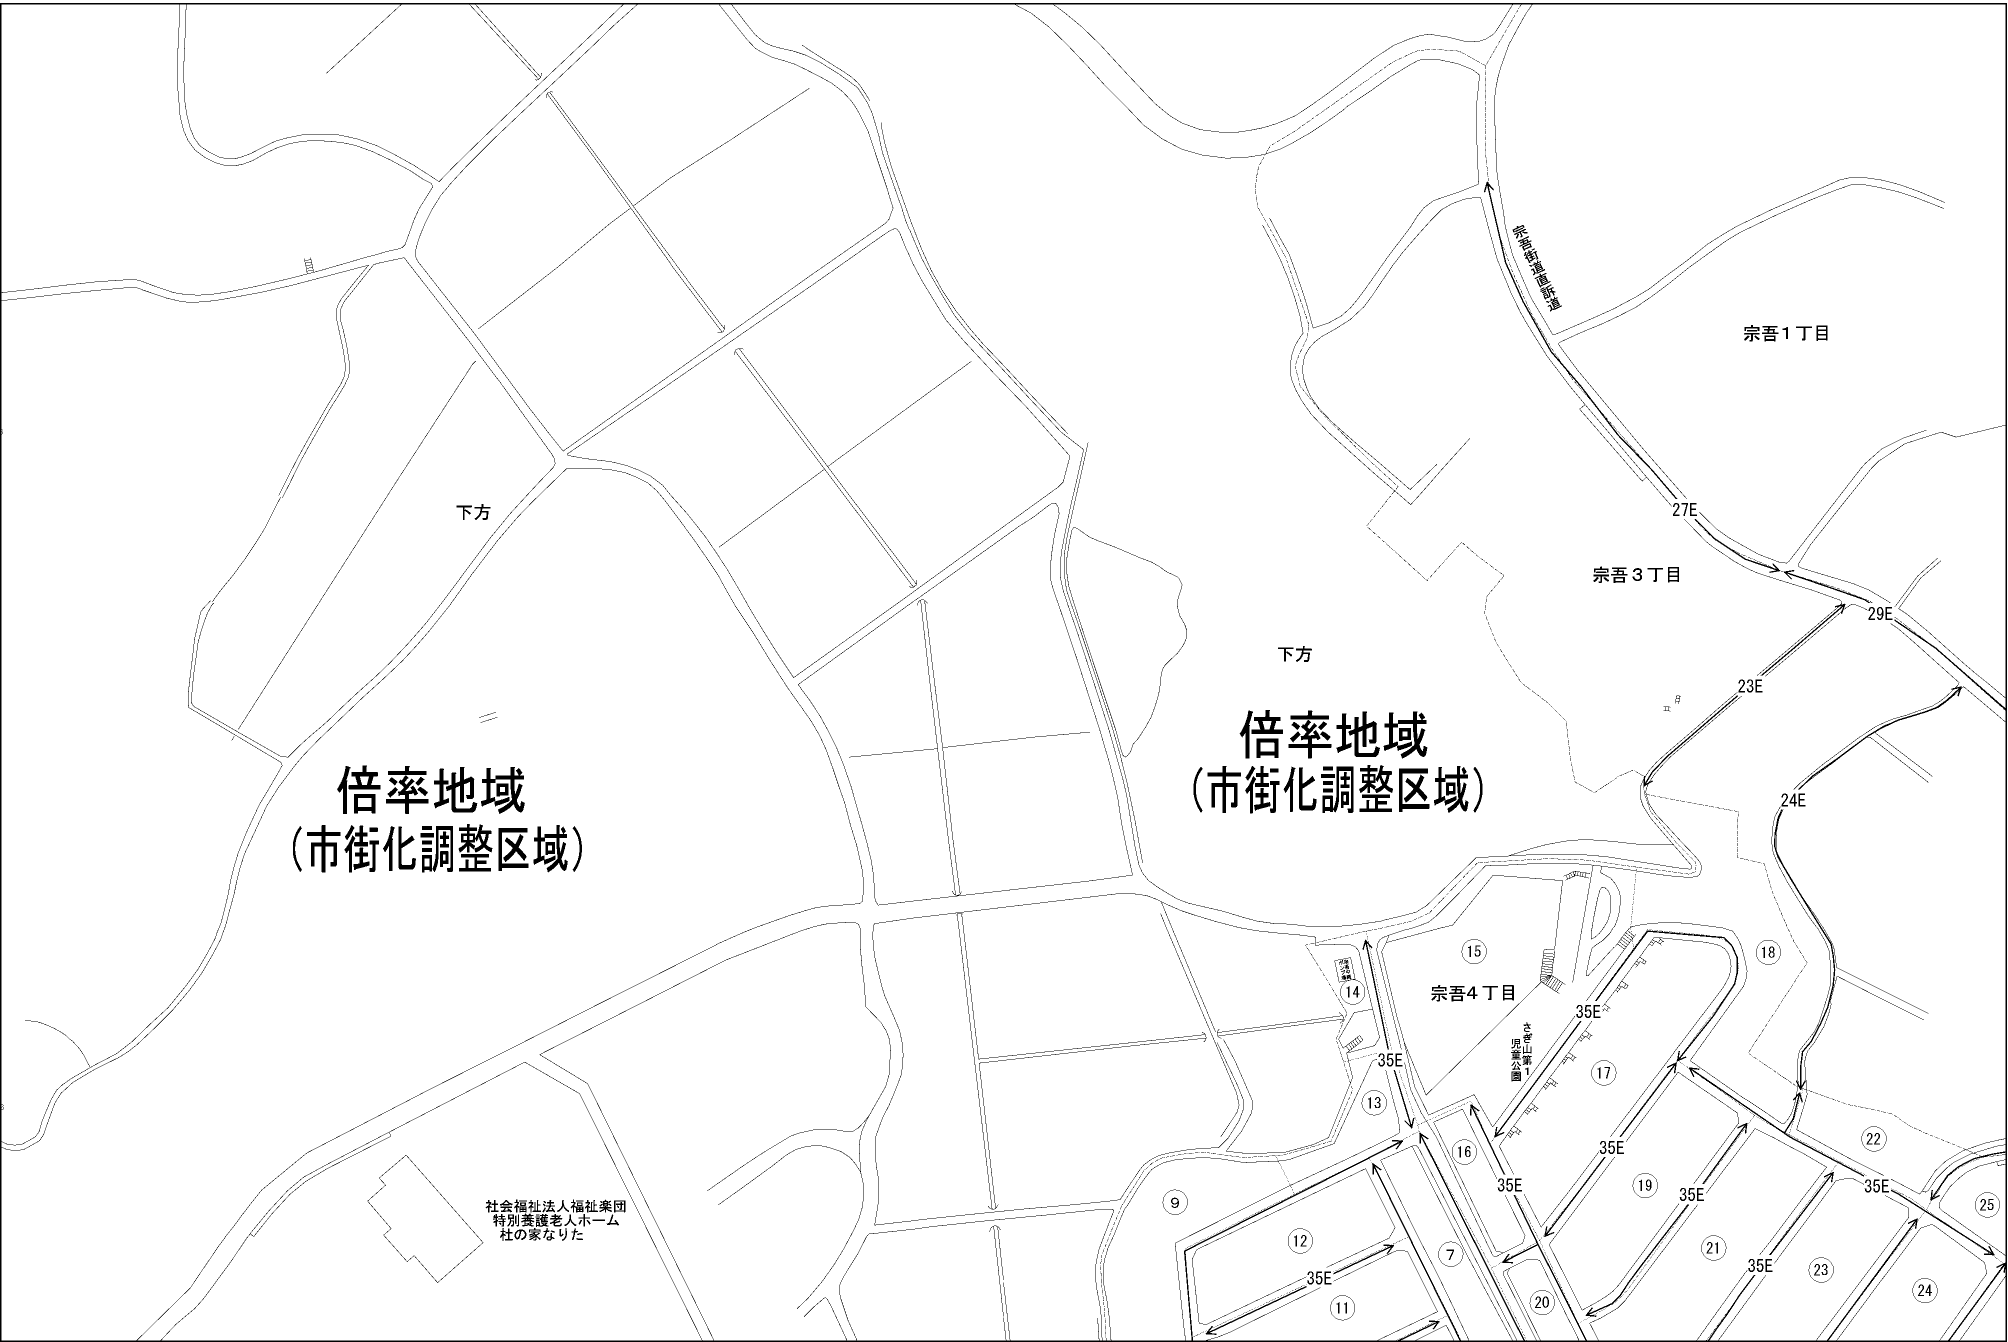 宗吾街道直訴道
宗吾1丁目
27E
下方
宗吾3丁目
29E
下方
23E
倍率地域
(市街化調整区域)
倍率地域
(市街化調整区域)
24E
15
18
14
宗吾4丁目
35E
さぎ山第1
児童公園
35E
17
13
22
16
35E
35E
19
35E
35E
社会福祉法人福祉楽団
特別養護老人ホーム
杜の家なりた
9
25
12
7
21
35E
23
35E
11
20
24